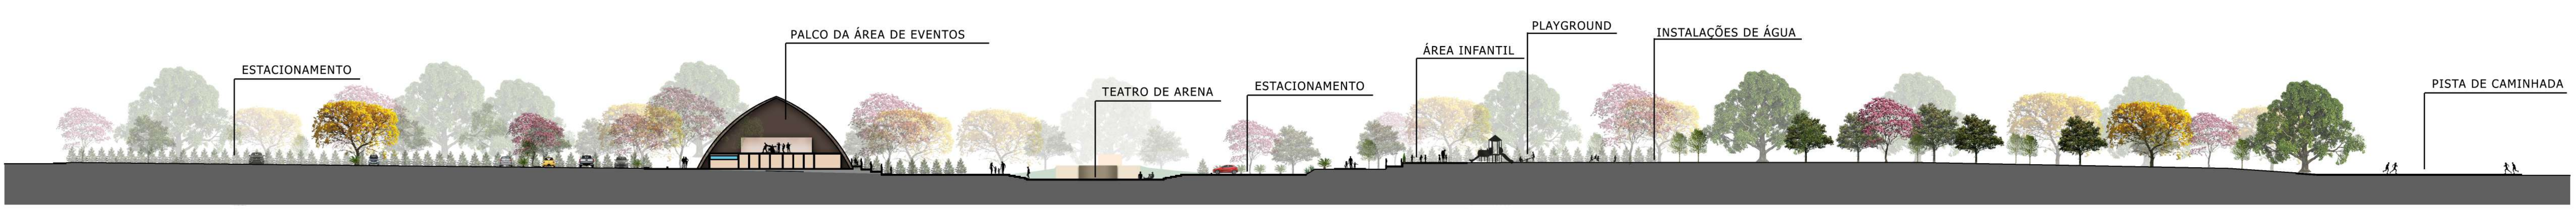 ESTACIONAMENTO
PALCO DA ÁREA DE EVENTOS
TEATRO DE ARENA
ESTACIONAMENTO
ÁREA INFANTIL
PLAYGROUND
INSTALAÇÕES DE ÁGUA
PISTA DE CAMINHADA